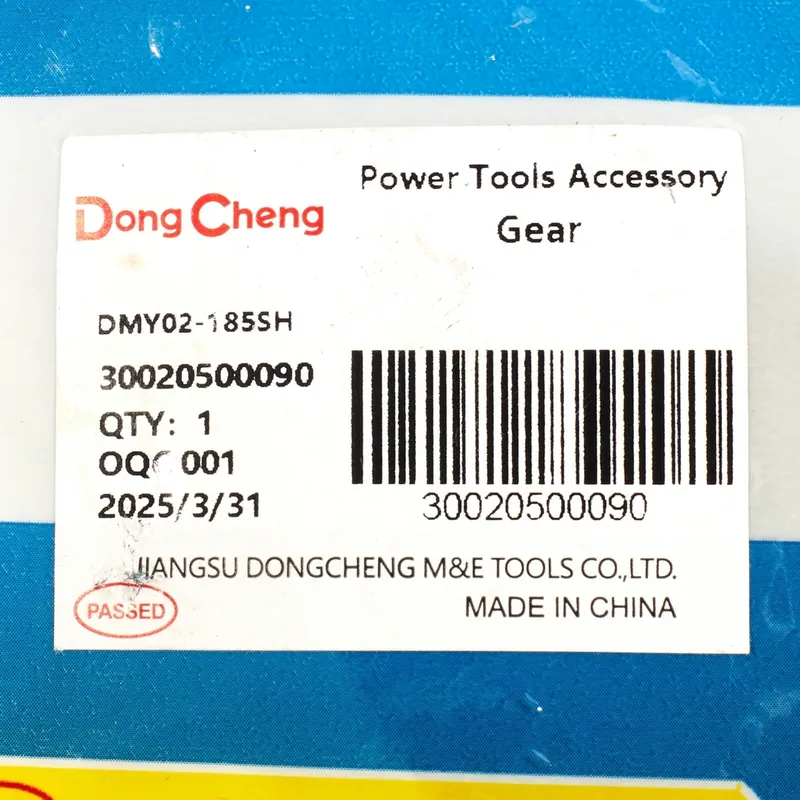 Dong Cheng
Power Tools Accessory
Gear
DMY02-185SH
30020500090
QTY: 1
OQC 001
2025/3/31
30020500090
JIANGSU DONGCHENG M&E TOOLS CO.,LTD.
PASSED
MADE IN CHINA